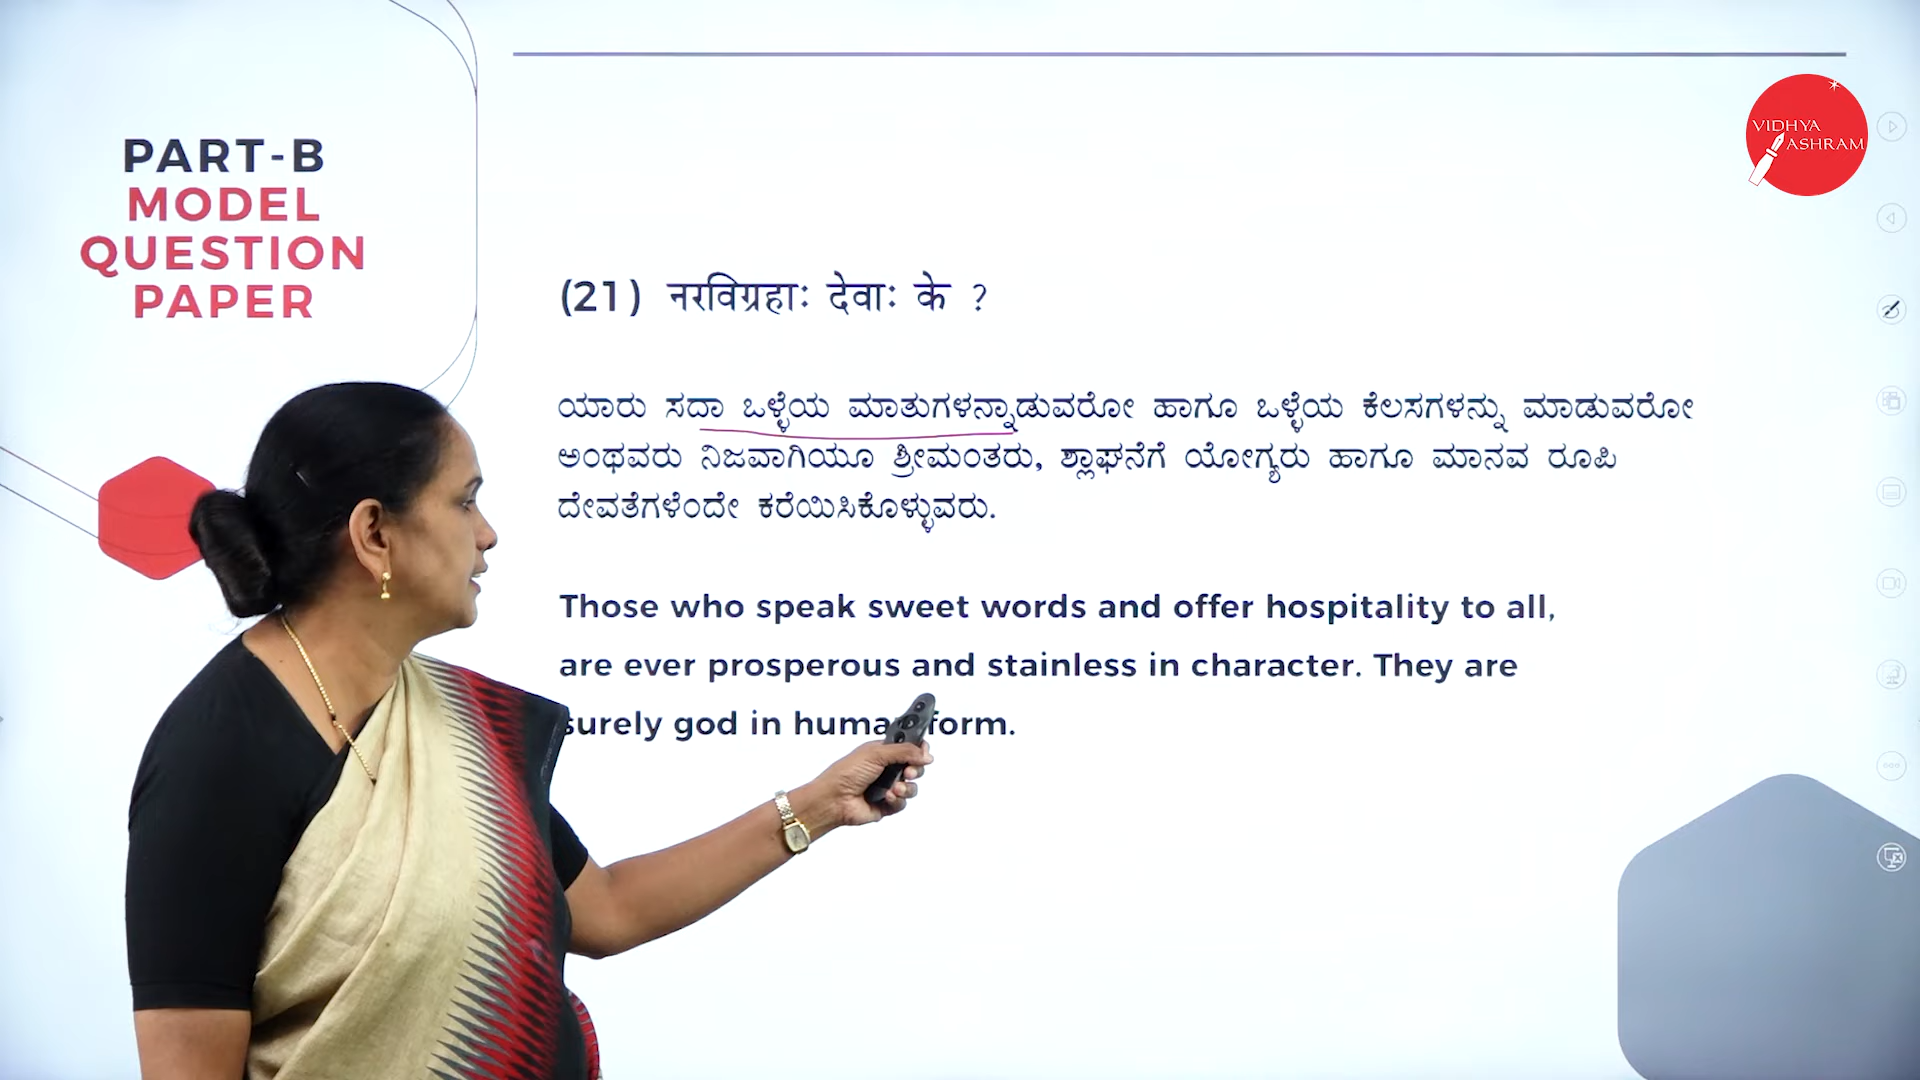 PART-B
MODEL
QUESTION
PAPER
VIDHYA
ASHRAM
(21) नरविग्रहाः देवाः के ?
ಯಾರು ಸದಾ ಒಳ್ಳೆಯ ಮಾತುಗಳನ್ನಾಡುವರೋ ಹಾಗೂ ಒಳ್ಳೆಯ ಕೆಲಸಗಳನ್ನು ಮಾಡುವರೋ
ಅಂಥವರು ನಿಜವಾಗಿಯೂ ಶ್ರೀಮಂತರು, ಶ್ಲಾಘನೆಗೆ ಯೋಗ್ಯರು ಹಾಗೂ ಮಾನವ ರೂಪಿ
ದೇವತೆಗಳೆಂದೇ ಕರೆಯಿಸಿಕೊಳ್ಳುವರು.
Those who speak sweet words and offer hospitality to all,
are ever prosperous and stainless in character. They are
surely god in human form.